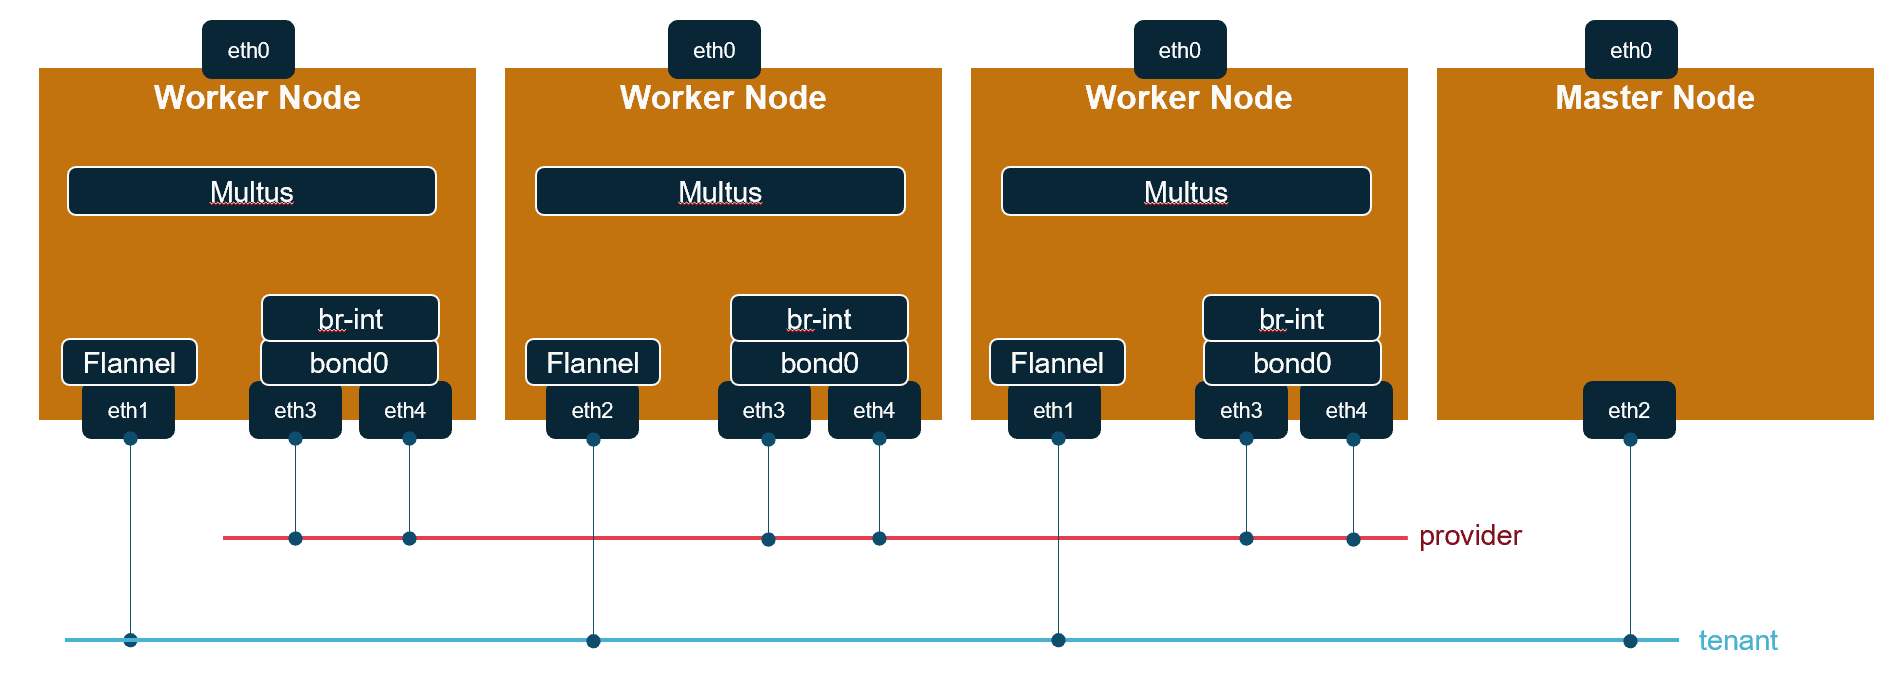 eth0
eth0
eth0
eth0
Worker Node
Worker Node
Worker Node
Master Node
Multus
Multus
Multus
br-int
br-int
br-int
Flannel
bond0
Flannel
bond0
Flannel
bond0
eth1
eth3
eth4
eth2
eth3
eth4
eth1
eth3
eth4
eth2
provider
tenant